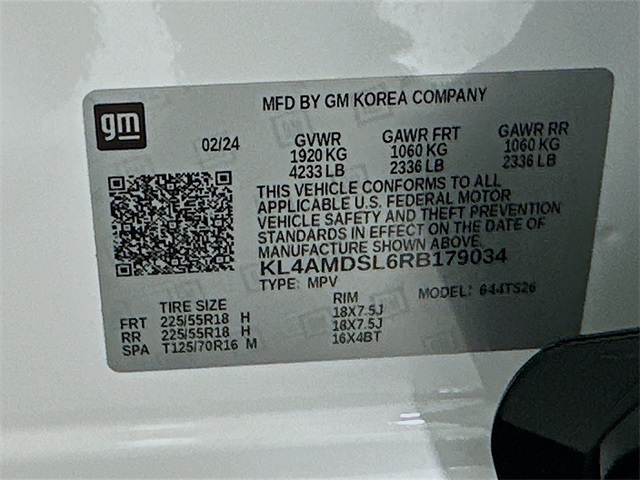 MFD BY GM KOREA COMPANY
gm
02/24
GVWR GAWR FRT GAWR RR
1920 KG 1060 KG 1060 KG
4233 LB 2336 LB 2336 LB
THIS VEHICLE CONFORMS TO ALL
APPLICABLE U.S. FEDERAL MOTOR
VEHICLE SAFETY AND THEFT PREVENTION
STANDARDS IN EFFECT ON THE DATE OF
MANUFACTURE SHOWN ABOVE.
KL4AMDSL6RB179034
TYPE: MPV MODEL: 644TS26
TIRE SIZE RIM
FRT 225/55R18 H 18X7.5J
RR 225/55R18 H 18X7.5J
SPA T125/70R16 M 16X4BT